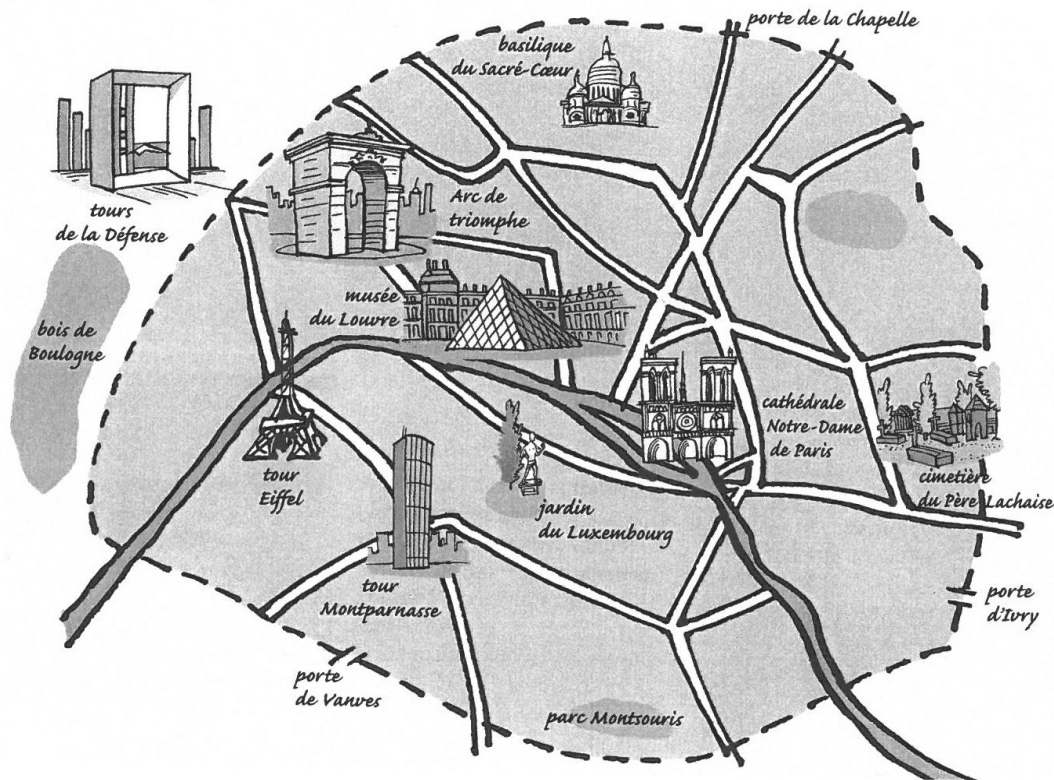 porte de la Chapelle
basilique
du Sacré-Cœur
Arc de
triomphe
tours
de la Défense
musée
du Louvre
bois de
Boulogne
cathédrale
Notre-Dame
de Paris
tour
Eiffel
cimetière
du Père Lachaise
jardin
du Luxembourg
tour
Montparnasse
porte
d'Ivry
porte
de Vanves
parc Montsouris